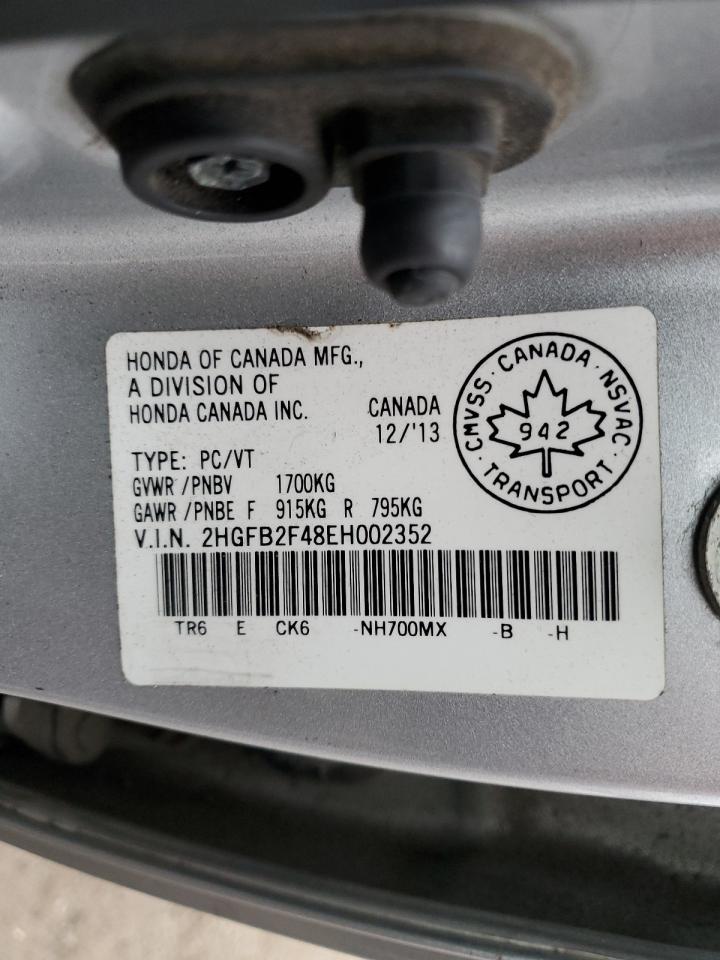 HONDA OF CANADA MFG.,
A DIVISION OF
HONDA CANADA INC.
CANADA
12/'13
CMVSS · CANADA · NSVAC · TRANSPORT ·
942
TYPE: PC/VT
GVWR /PNBV 1700KG
GAWR /PNBE F 915KG R 795KG
V.I.N. 2HGFB2F48EH002352
TR6 E CK6 -NH700MX -B -H